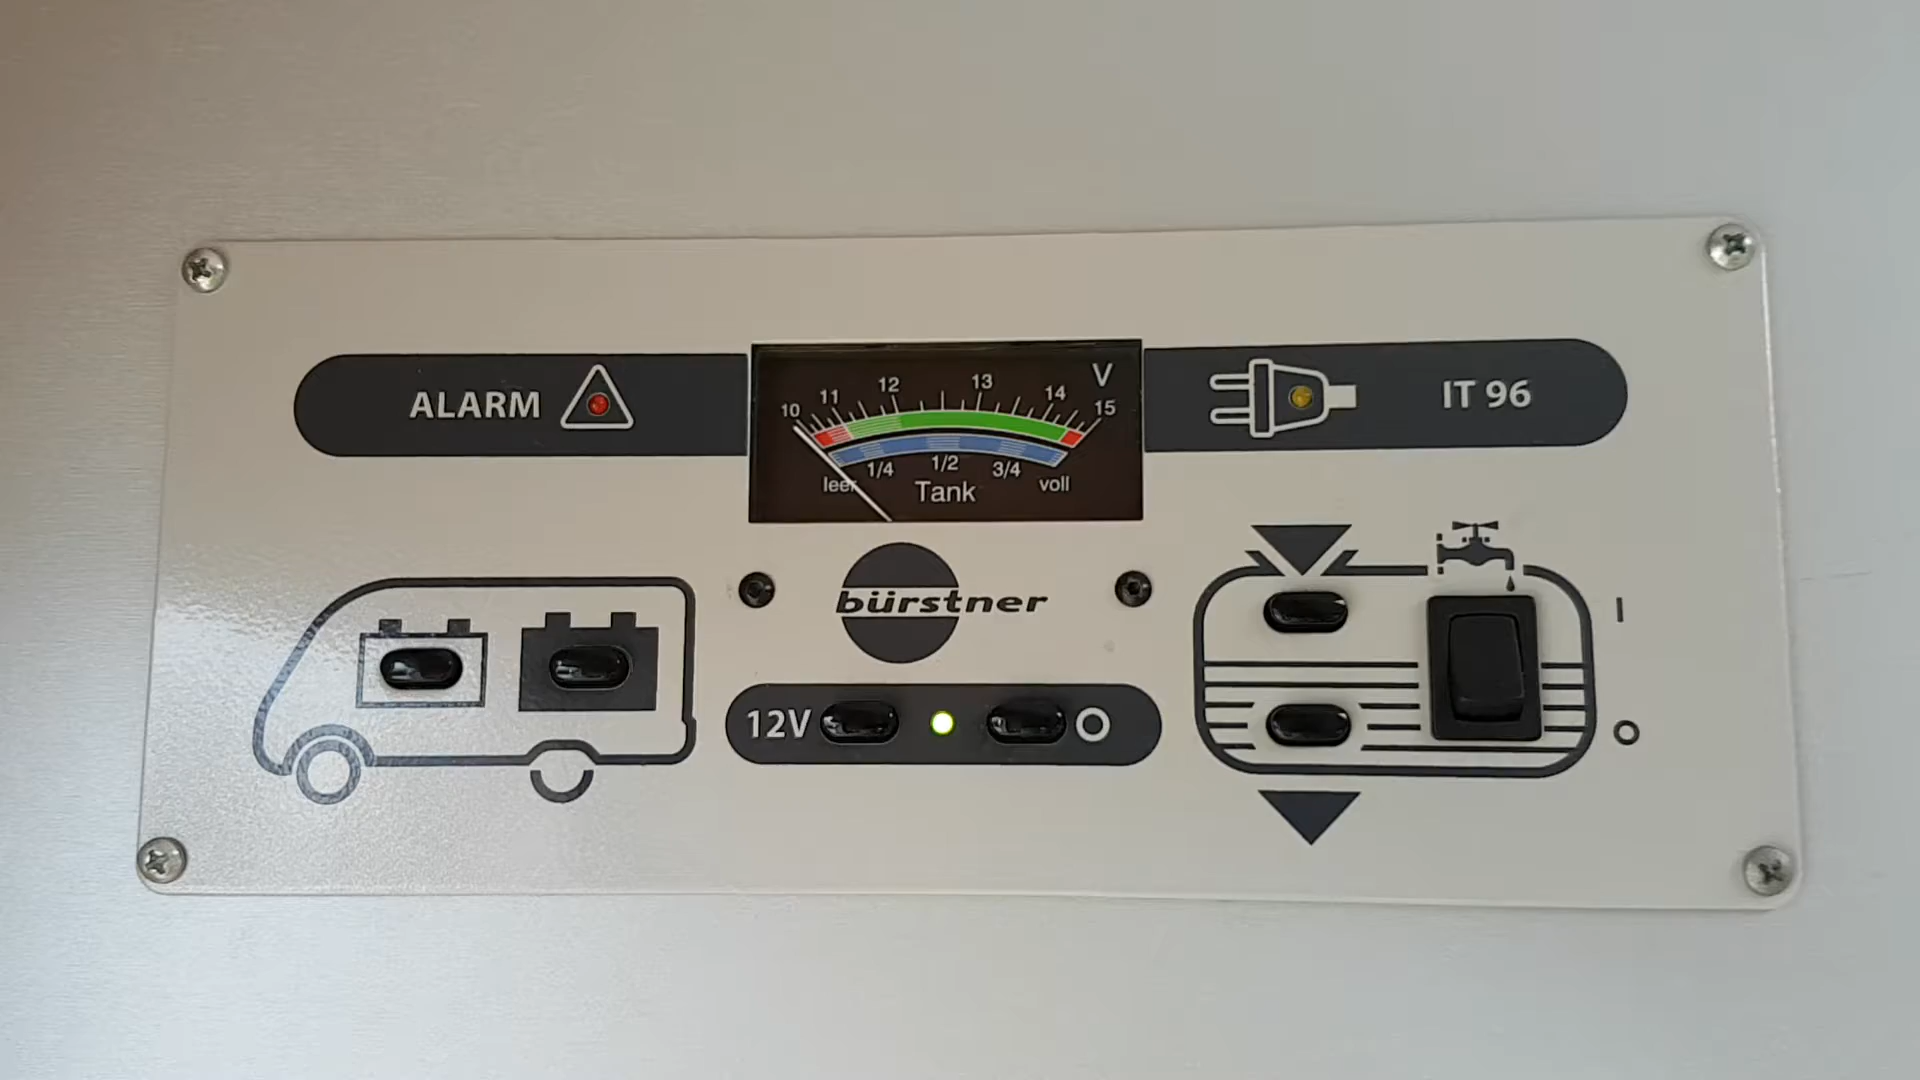 ALARM
10 11 12 13 14 15 V
leer 1/4 1/2 3/4 voll
Tank
IT 96
bürstner
12V O
I
O